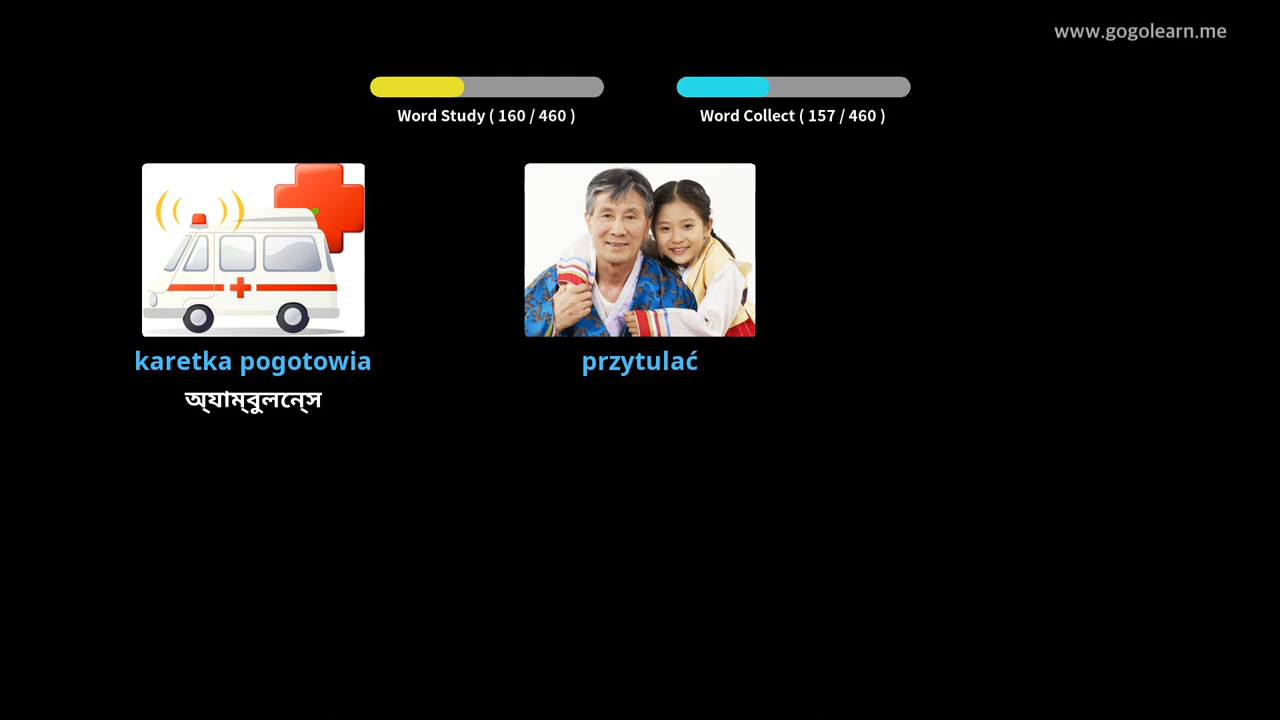 www.gogolearn.me
Word Study ( 160 / 460 )
Word Collect ( 157 / 460 )
karetka pogotowia
przytulać
অ্যাম্বুলেন্স